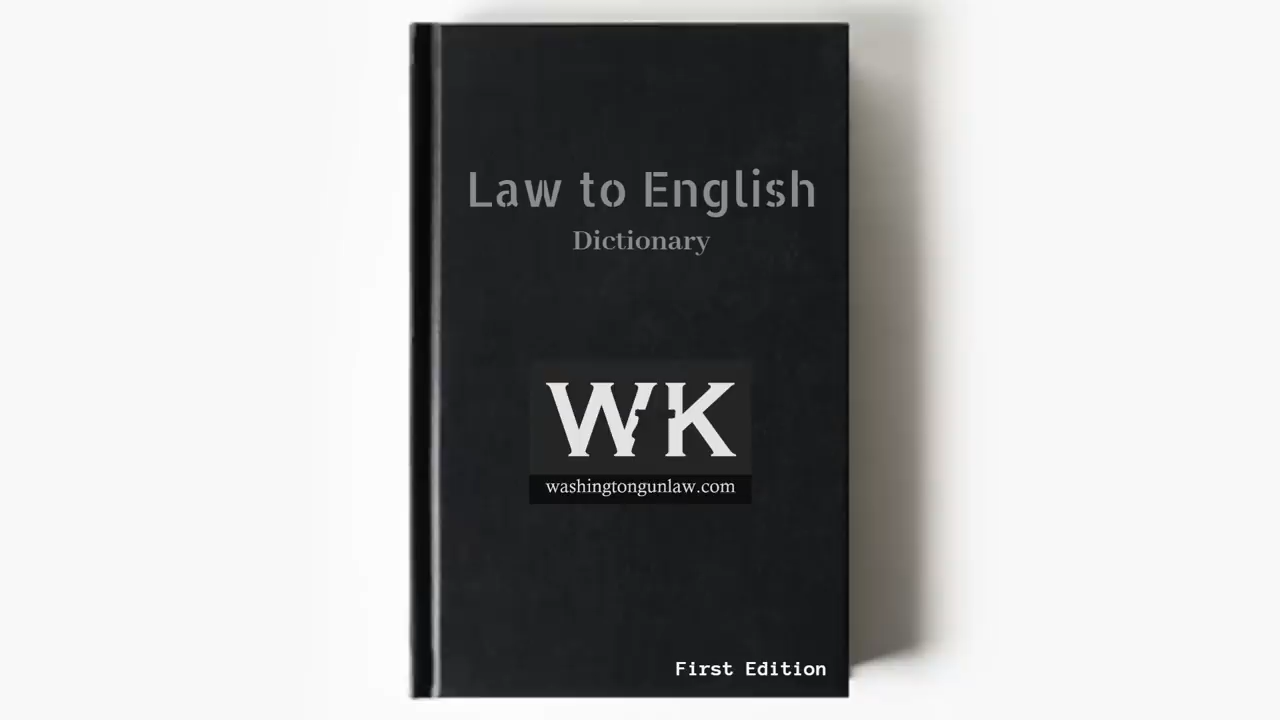 Law to English
Dictionary
WK
washingtongunlaw.com
First Edition